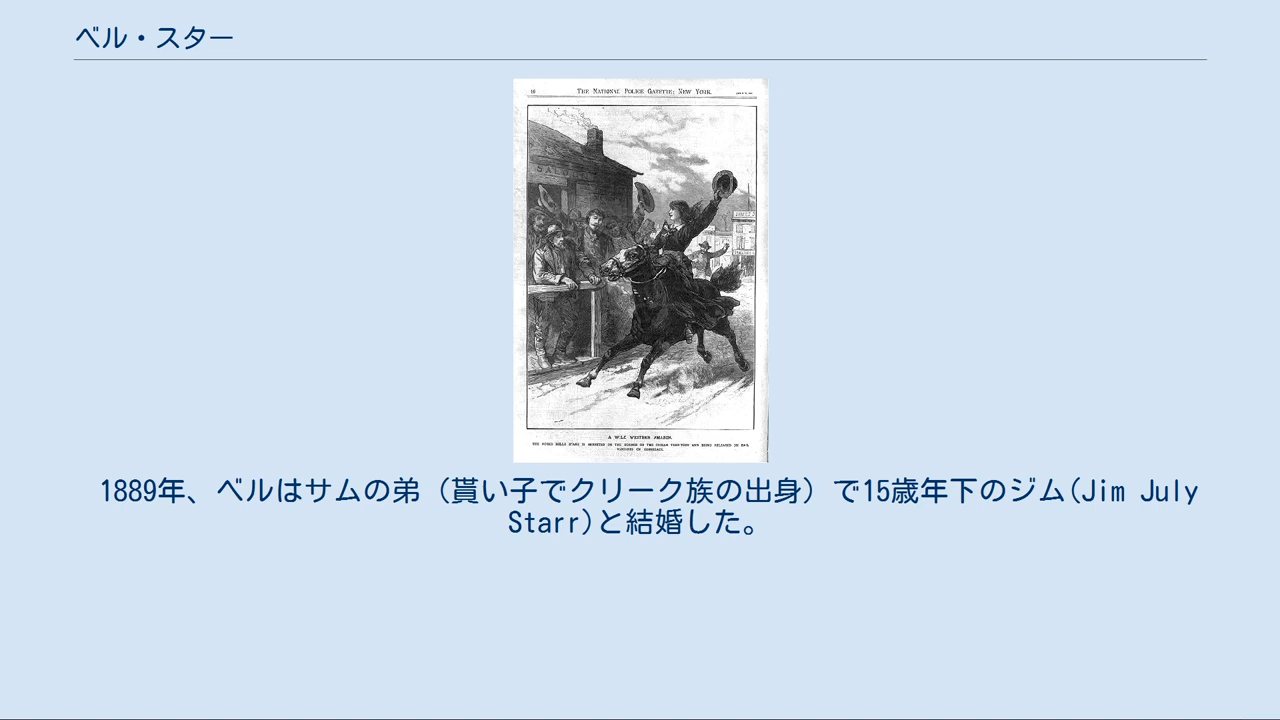 ベル・スター
16 THE NATIONAL POLICE GAZETTE: NEW YORK.
A WILD WESTERN AMAZON.
1889年、ベルはサムの弟（貰い子でクリーク族の出身）で15歳年下のジム(Jim July
Starr)と結婚した。